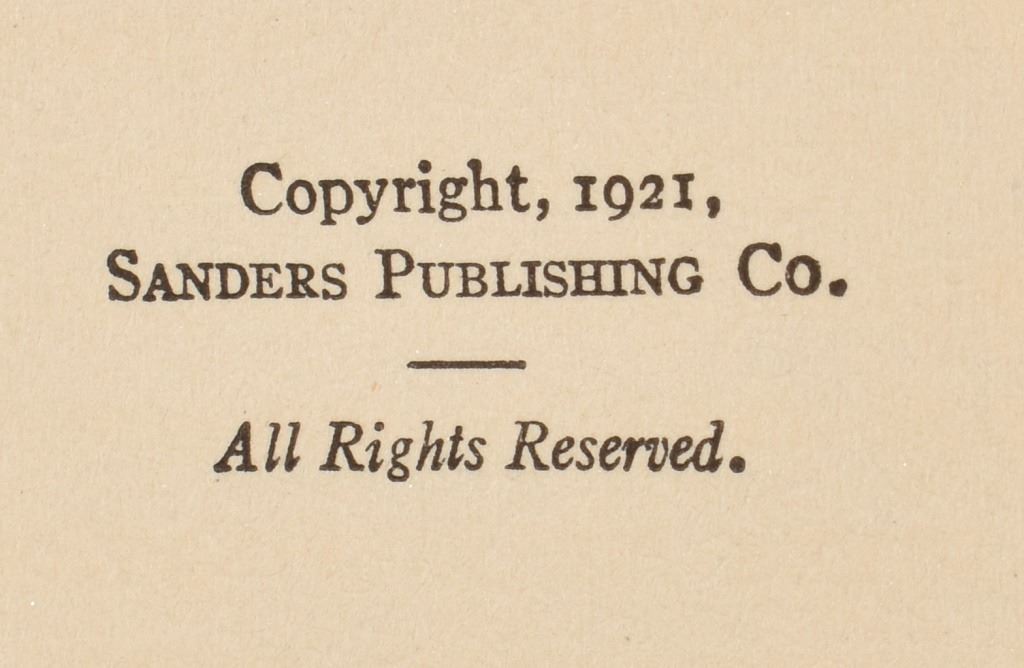 Copyright, 1921,
SANDERS PUBLISHING CO.
All Rights Reserved.